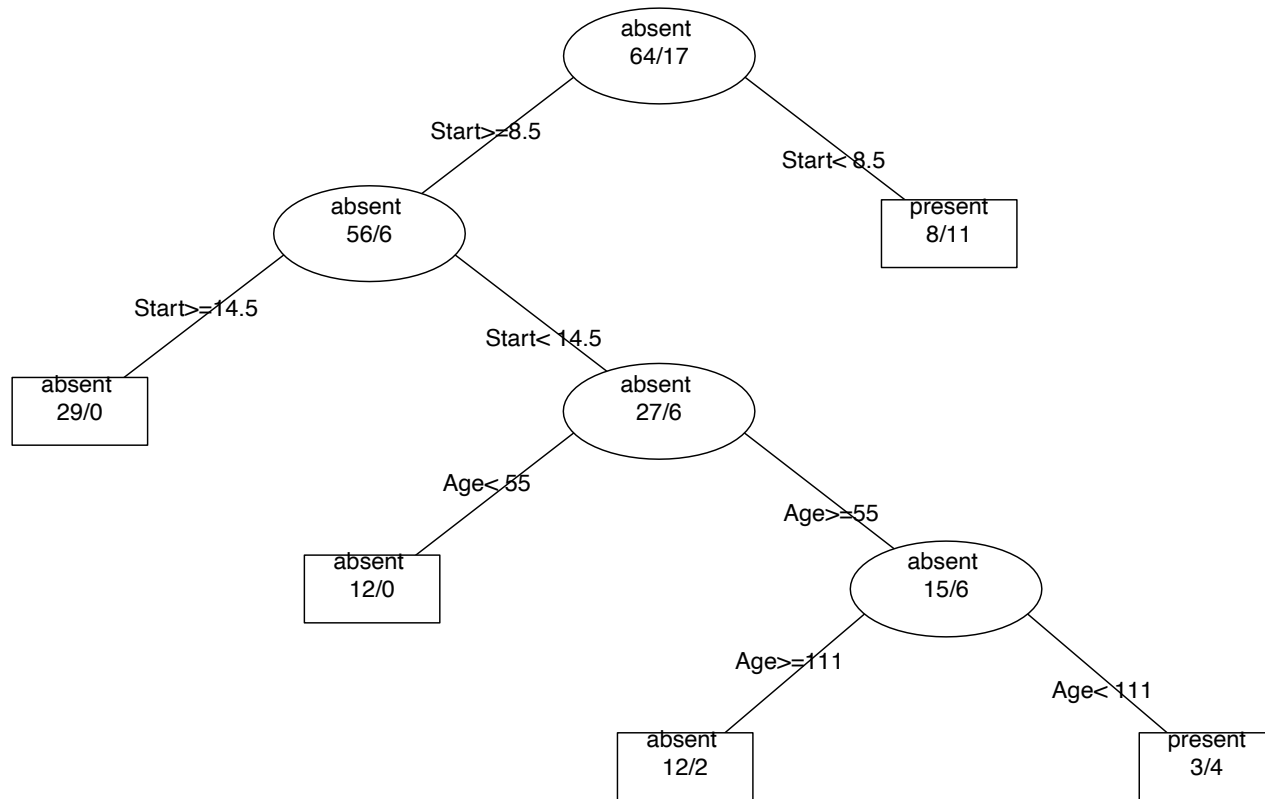 absent
64/17
Start>=8.5
Start< 8.5
absent
56/6
present
8/11
Start>=14.5
Start< 14.5
absent
29/0
absent
27/6
Age< 55
Age>=55
absent
12/0
absent
15/6
Age>=111
Age< 111
absent
12/2
present
3/4